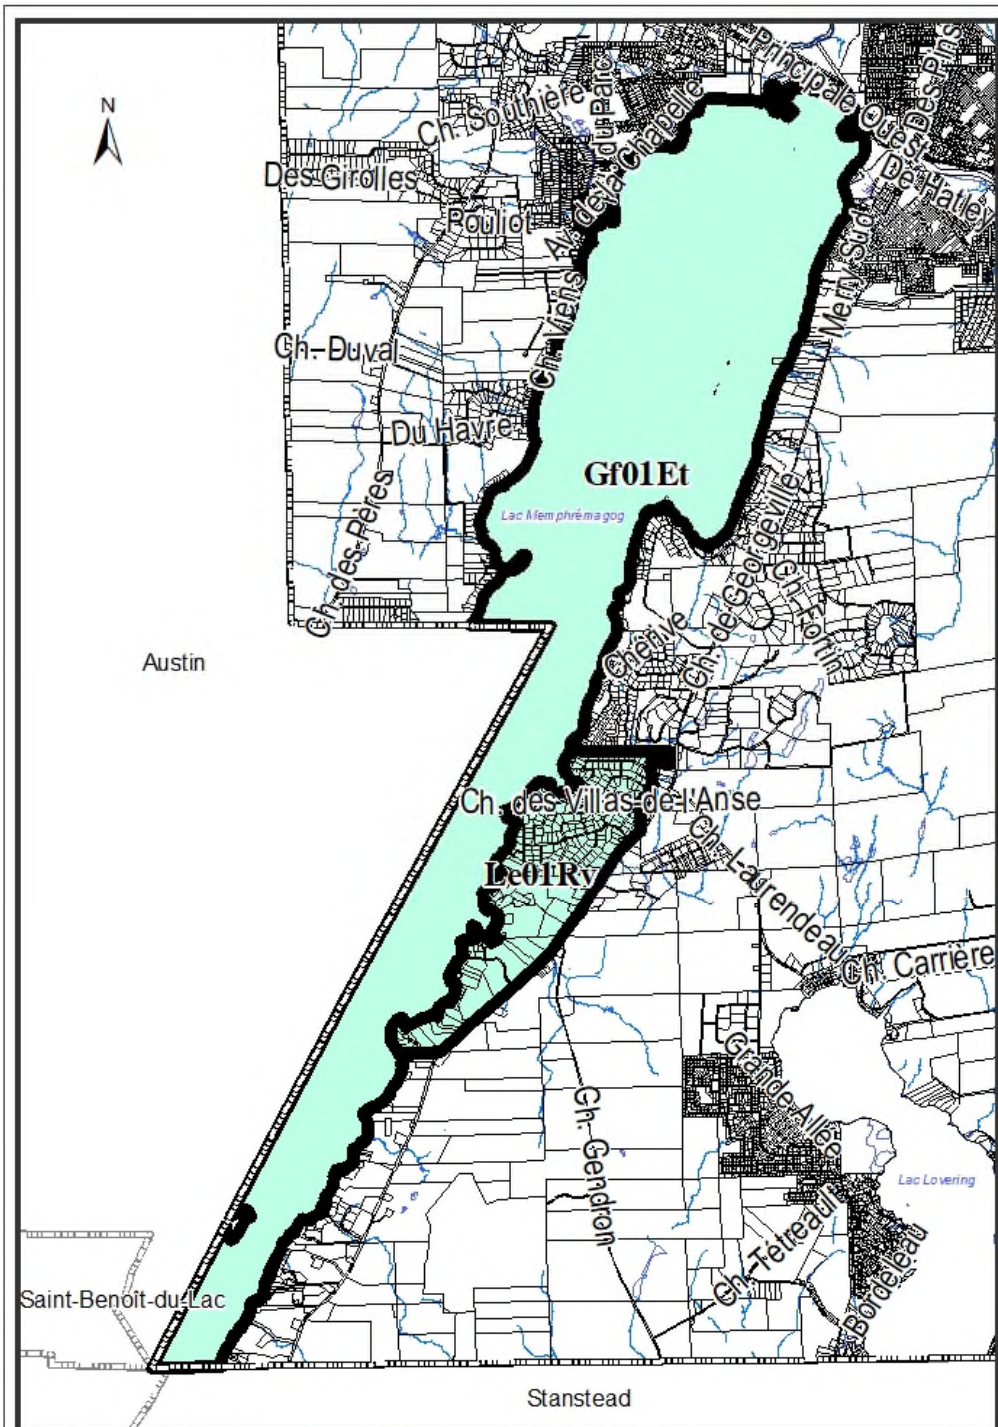 Principale Ouest
Des Pins
N
Ch. Southière
du Parc
Av. de la Chapelle
Des Girolles
De Hatley
Pouliot
Merry Sud
Ch. Viens
Ch. Duval
Du Havre
Gf01Et
Lac Memphrémagog
Ch. des Pères
Ch. de Georgeville
Ch. Fortin
Austin
Chérive
Ch. des Villas-de-l'Anse
Ch. Laurendeau
Le01Rv
Ch. Carrière
Grande Allée
Ch. Gendron
Lac Lovering
Ch. Tétreault
Bordeleau
Saint-Benoît-du-Lac
Stanstead